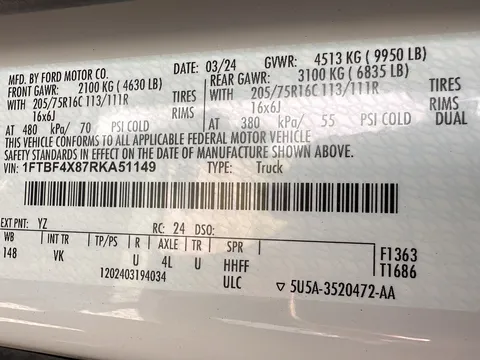 MFD. BY FORD MOTOR CO.
DATE: 03/24 GVWR: 4513 KG ( 9950 LB)
FRONT GAWR: 2100 KG ( 4630 LB) REAR GAWR: 3100 KG ( 6835 LB)
WITH 205/75R16C 113/111R TIRES WITH 205/75R16C 113/111R TIRES
16x6J RIMS 16x6J RIMS
AT 480 kPa/ 70 PSI COLD AT 380 kPa/ 55 PSI COLD DUAL
THIS VEHICLE CONFORMS TO ALL APPLICABLE FEDERAL MOTOR VEHICLE
SAFETY STANDARDS IN EFFECT ON THE DATE OF MANUFACTURE SHOWN ABOVE.
VIN: 1FTBF4X87RKA51149 TYPE: Truck
EXT PNT: YZ RC: 24 DSO:
WB INT TR TP/PS R AXLE TR SPR F1363
148 VK U 4L U HHFF T1686
1202403194034 ULC ▽ 5U5A-3520472-AA